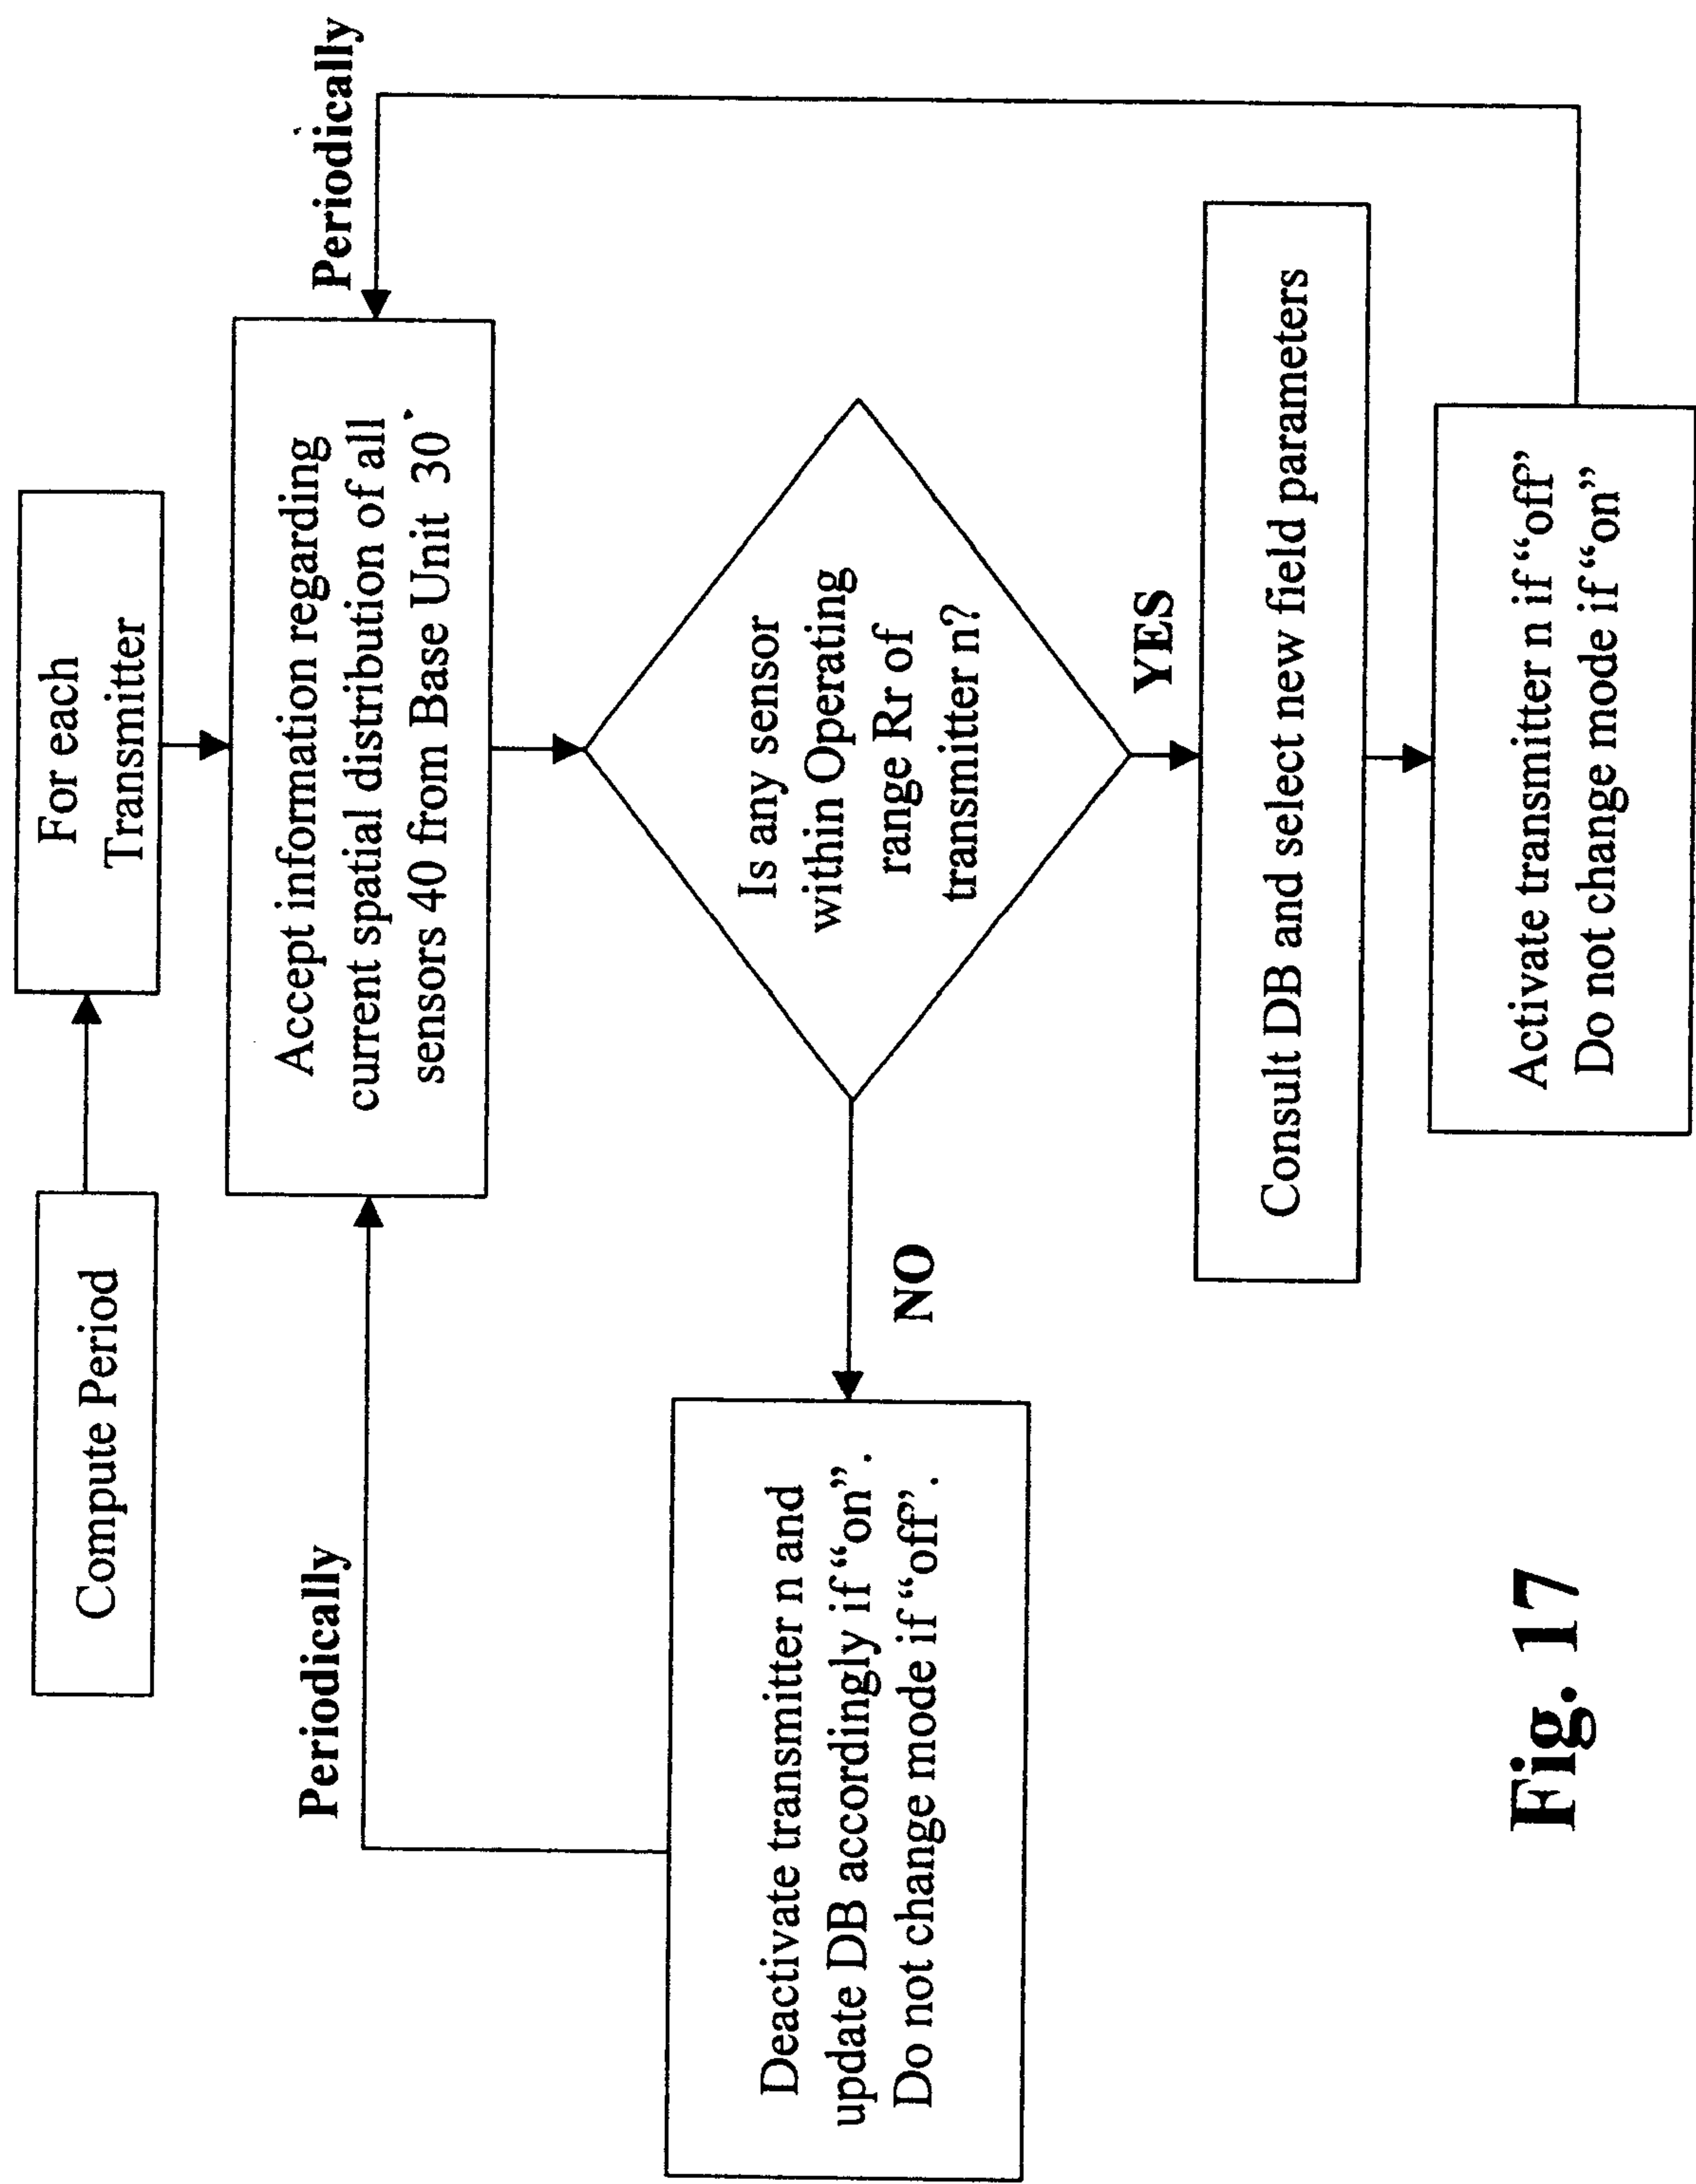 Compute Period
For each
Transmitter
Periodically
Periodically
Accept information regarding
current spatial distribution of all
sensors 40 from Base Unit 30
Is any sensor
within Operating
range Rr of
transmitter n?
NO
YES
Deactivate transmitter n and
update DB accordingly if “on”.
Do not change mode if “off”.
Consult DB and select new field parameters
Activate transmitter n if “off”
Do not change mode if “on”
Fig. 17